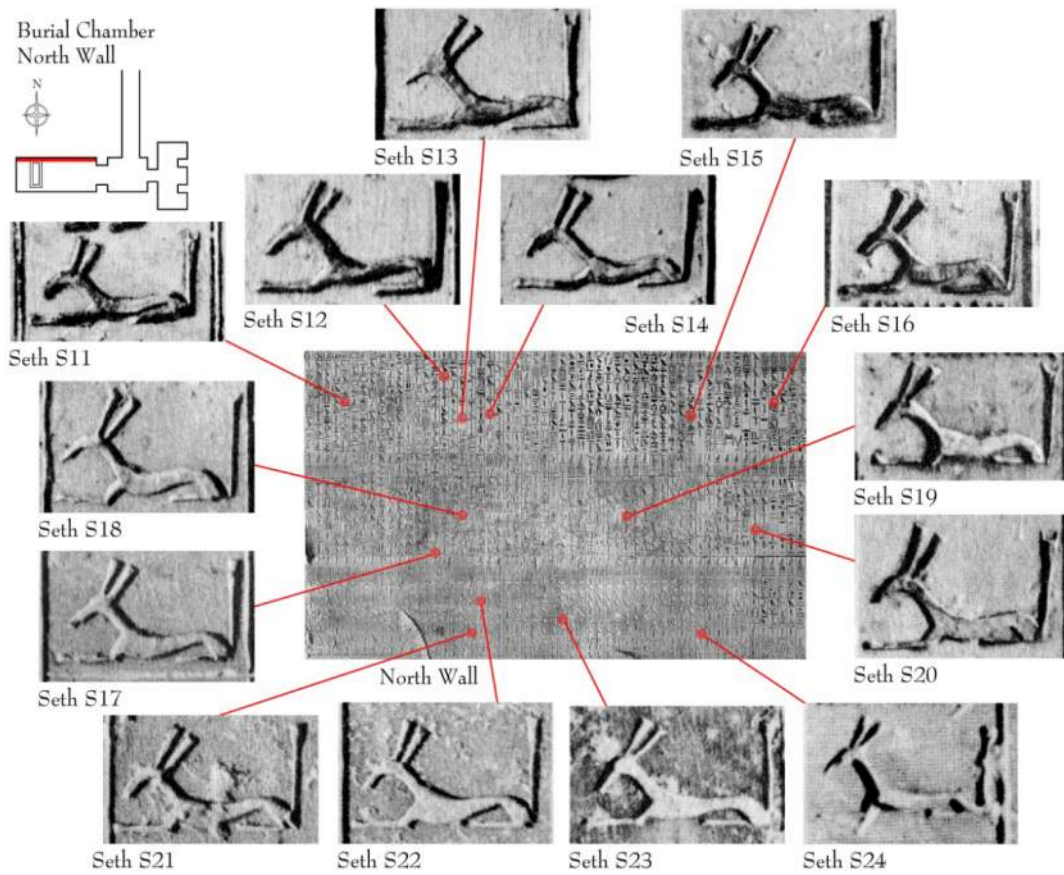 Burial Chamber
North Wall
N
Seth S13
Seth S15
Seth S11
Seth S12
Seth S14
Seth S16
Seth S18
Seth S19
Seth S17
North Wall
Seth S20
Seth S21
Seth S22
Seth S23
Seth S24